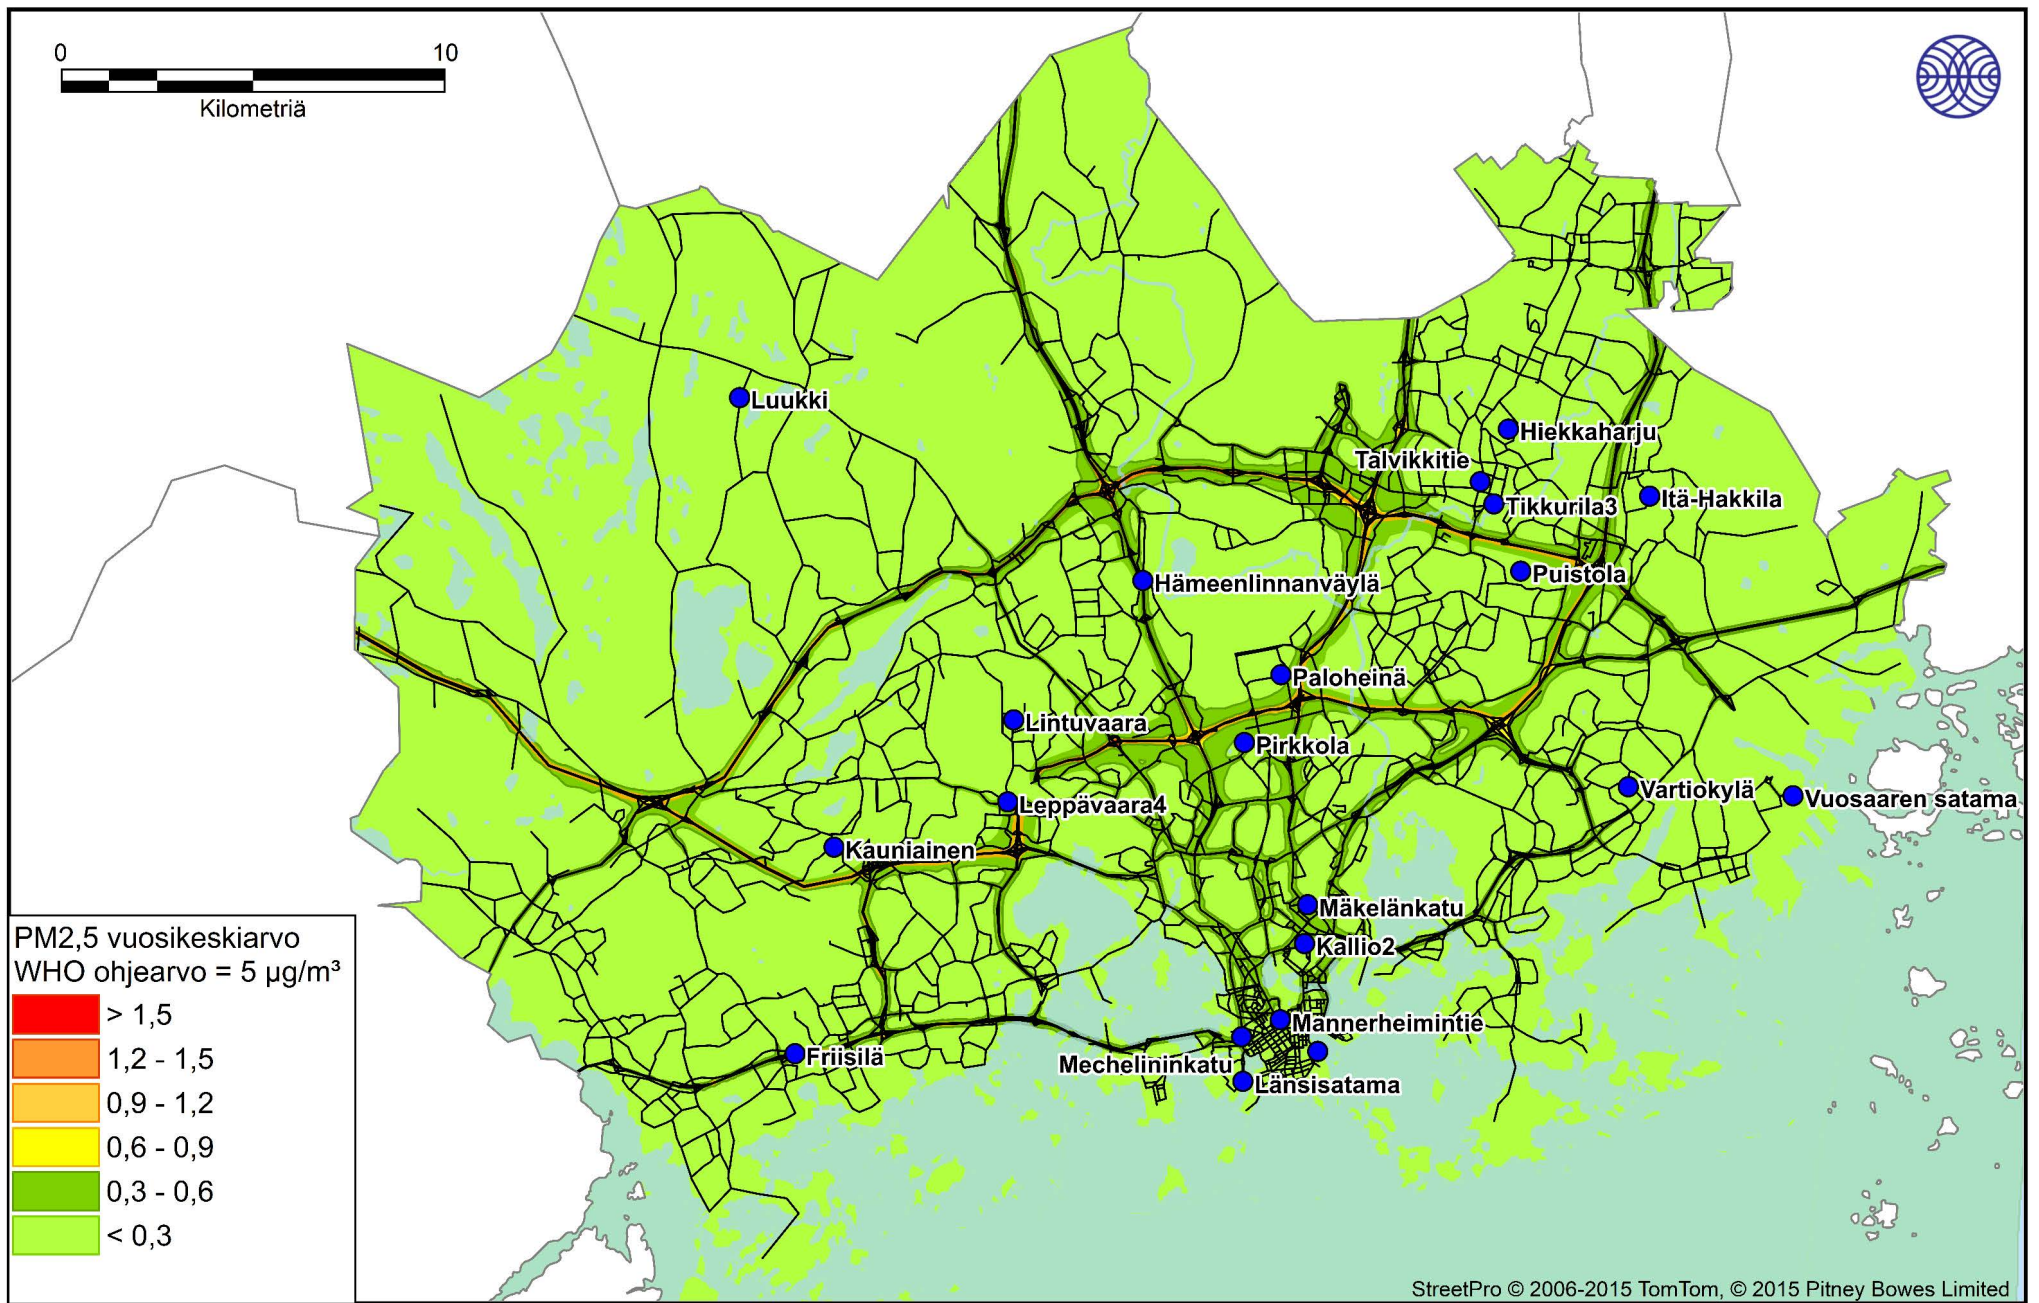 0 10
Kilometriä
Luukki
Hiekkaharju
Talvikkitie
Itä-Hakkila
Tikkurila3
Puistola
Hämeenlinnanväylä
Paloheinä
Lintuvaara
Pirkkola
Vartiokylä
Vuosaaren satama
Leppävaara4
Kauniainen
Mäkelänkatu
Kallio2
Mannerheimintie
Friisilä
Mechelininkatu
Länsisatama
PM2,5 vuosikeskiarvo
WHO ohjearvo = 5 µg/m³
> 1,5
1,2 - 1,5
0,9 - 1,2
0,6 - 0,9
0,3 - 0,6
< 0,3
StreetPro © 2006-2015 TomTom, © 2015 Pitney Bowes Limited